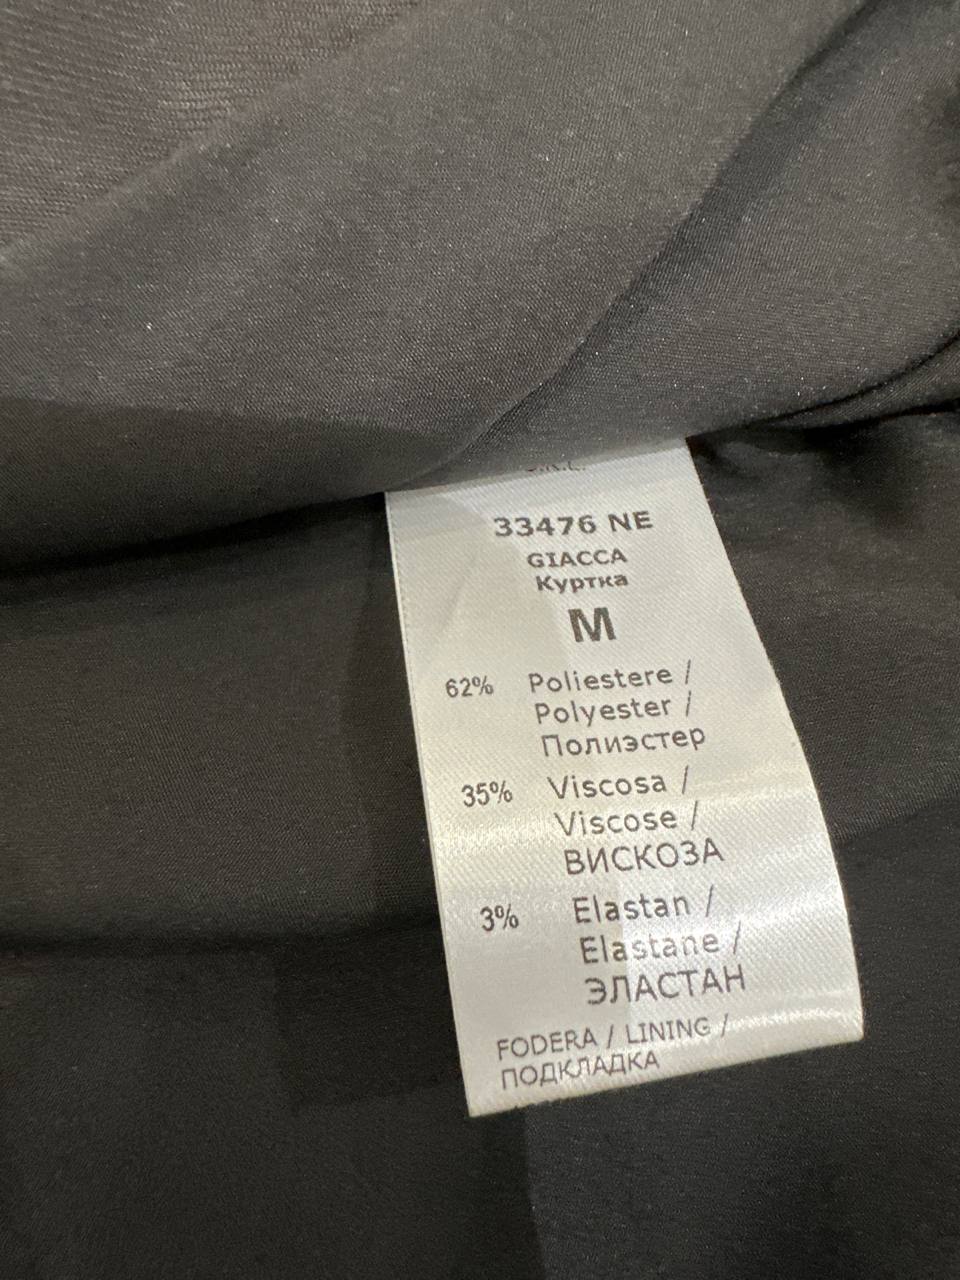 33476 NE
GIACCA
Куртка
M
62% Poliestere /
Polyester /
Полиэстер
35% Viscosa /
Viscose /
ВИСКОЗА
3% Elastan /
Elastane /
ЭЛАСТАН
FODERA / LINING /
ПОДКЛАДКА